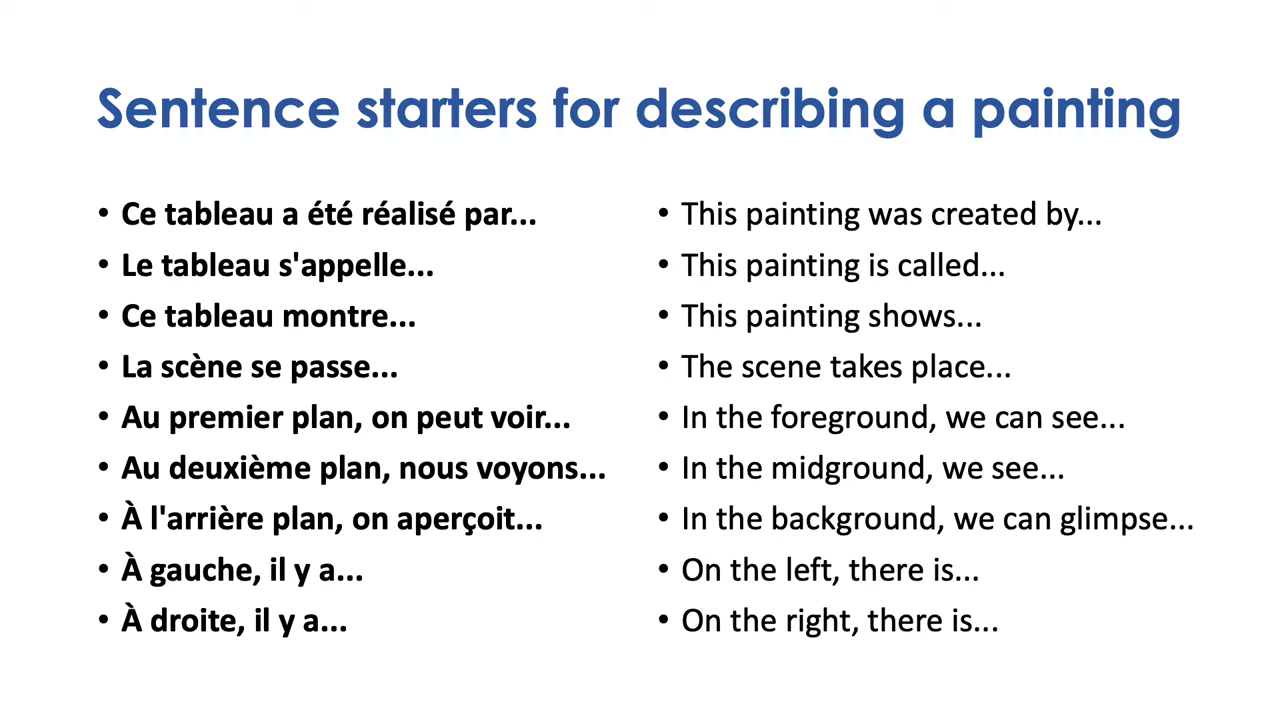 Sentence starters for describing a painting
• Ce tableau a été réalisé par...
• Le tableau s'appelle...
• Ce tableau montre...
• La scène se passe...
• Au premier plan, on peut voir...
• Au deuxième plan, nous voyons...
• À l'arrière plan, on aperçoit...
• À gauche, il y a...
• À droite, il y a...
• This painting was created by...
• This painting is called...
• This painting shows...
• The scene takes place...
• In the foreground, we can see...
• In the midground, we see...
• In the background, we can glimpse...
• On the left, there is...
• On the right, there is...